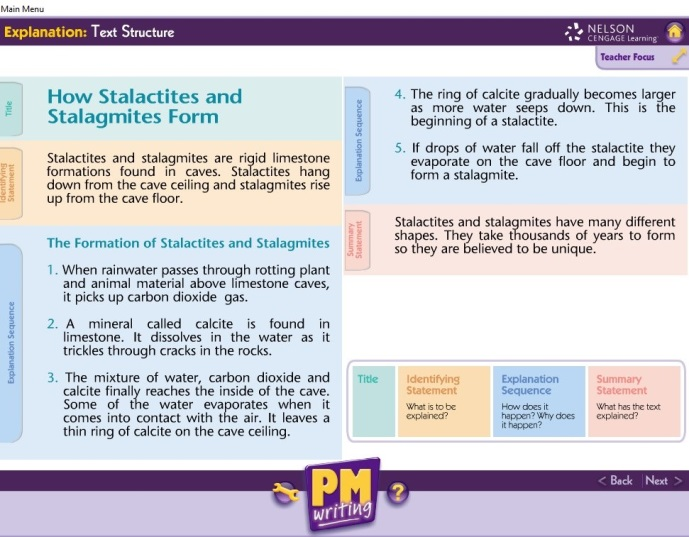 Main Menu
Explanation: Text Structure
NELSON
CENGAGE Learning
Teacher Focus
Title
How Stalactites and
Stalagmites Form
Identifying
Statement
Stalactites and stalagmites are rigid limestone
formations found in caves. Stalactites hang
down from the cave ceiling and stalagmites rise
up from the cave floor.
Explanation Sequence
The Formation of Stalactites and Stalagmites
1. When rainwater passes through rotting plant
and animal material above limestone caves,
it picks up carbon dioxide gas.
2. A mineral called calcite is found in
limestone. It dissolves in the water as it
trickles through cracks in the rocks.
3. The mixture of water, carbon dioxide and
calcite finally reaches the inside of the cave.
Some of the water evaporates when it
comes into contact with the air. It leaves a
thin ring of calcite on the cave ceiling.
Explanation Sequence
4. The ring of calcite gradually becomes larger
as more water seeps down. This is the
beginning of a stalactite.
5. If drops of water fall off the stalactite they
evaporate on the cave floor and begin to
form a stalagmite.
Summary
Statement
Stalactites and stalagmites have many different
shapes. They take thousands of years to form
so they are believed to be unique.
Title
Identifying
Statement
What is to be
explained?
Explanation
Sequence
How does it
happen? Why does
it happen?
Summary
Statement
What has the text
explained?
< Back Next >
PM
writing
?